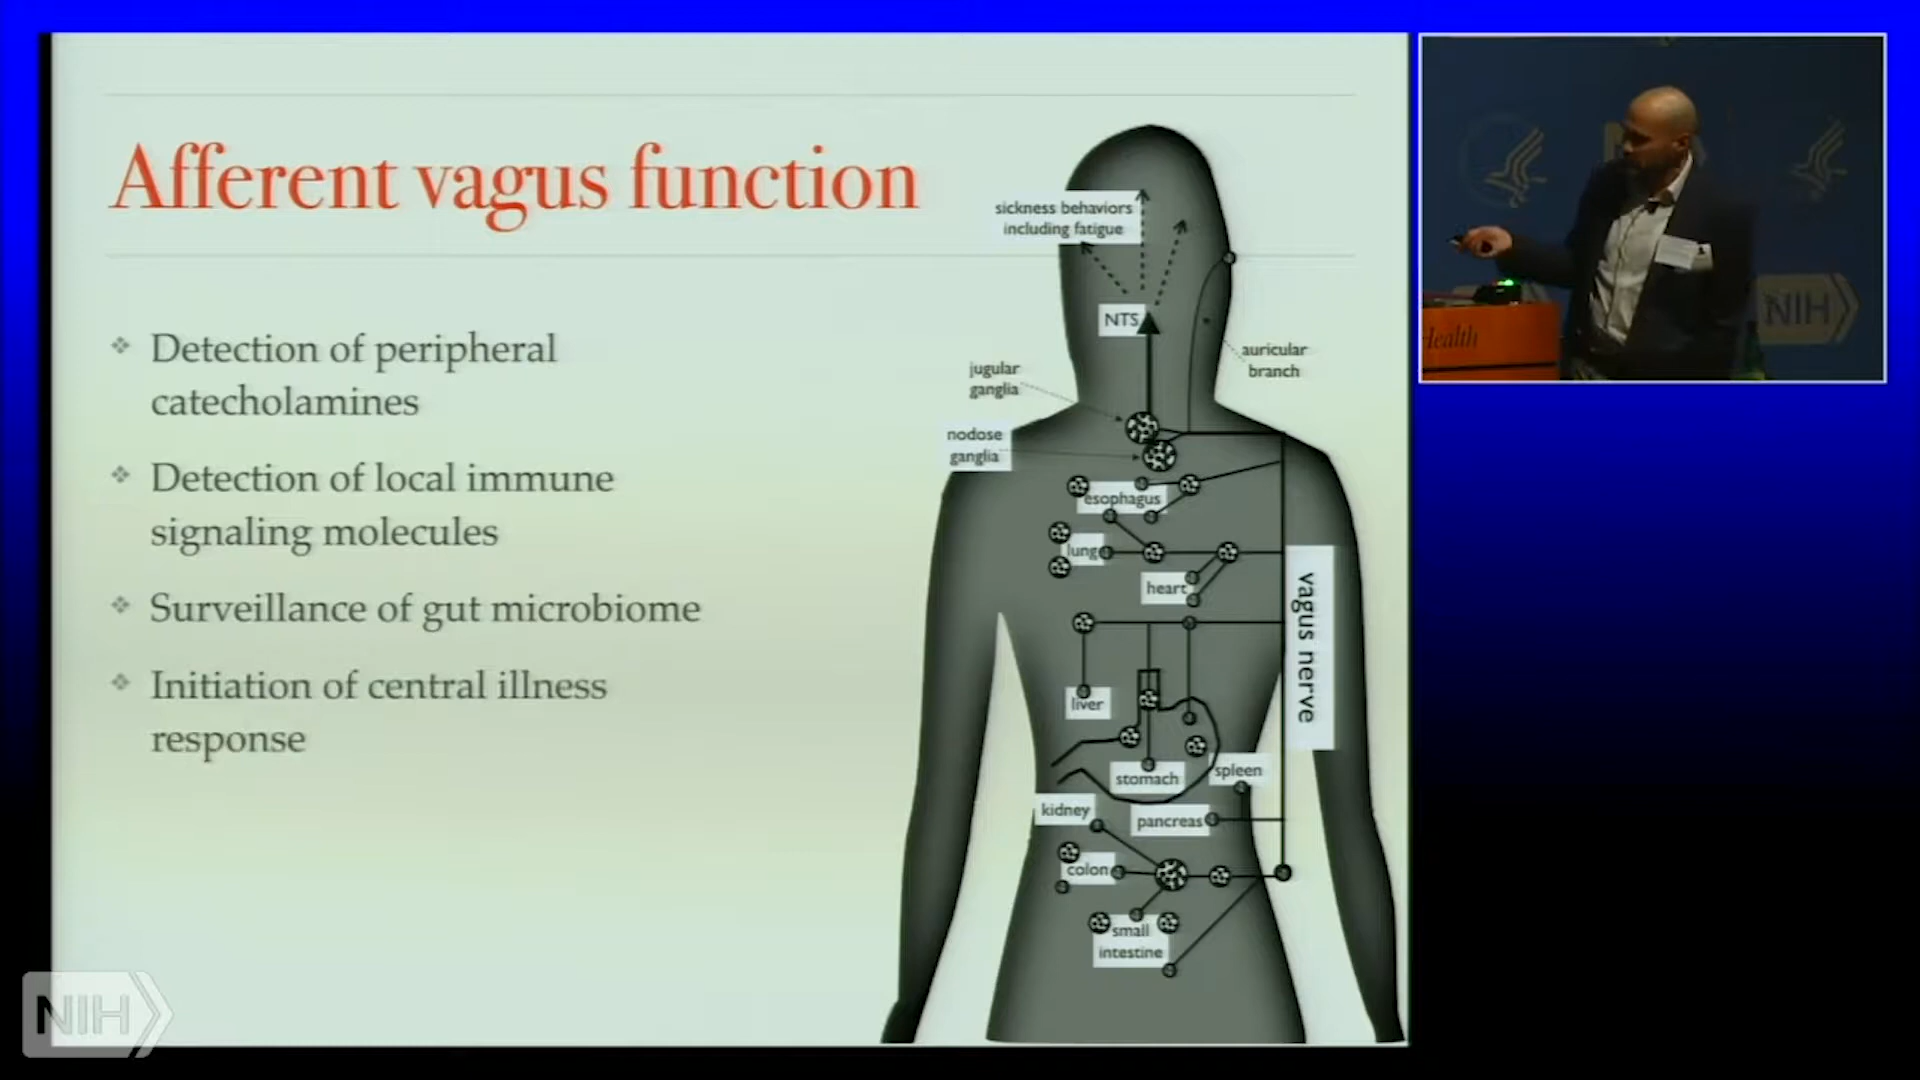 Afferent vagus function
Detection of peripheral
catecholamines
Detection of local immune
signaling molecules
Surveillance of gut microbiome
Initiation of central illness
response
sickness behaviors
including fatigue
NTS
auricular
branch
jugular
ganglia
nodose
ganglia
esophagus
lung
heart
vagus nerve
liver
stomach
spleen
kidney
pancreas
colon
small
intestine
NIH
Health
NIH